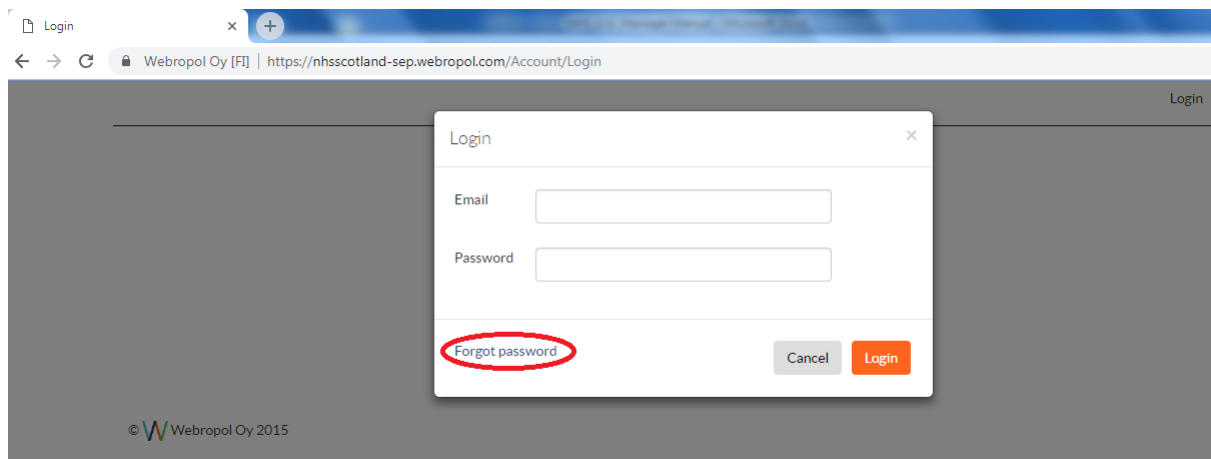 Login
Webropol Oy [FI] | https://nhsscotland-sep.webropol.com/Account/Login
Login
Login
Email
Password
Forgot password
Cancel Login
© Webropol Oy 2015